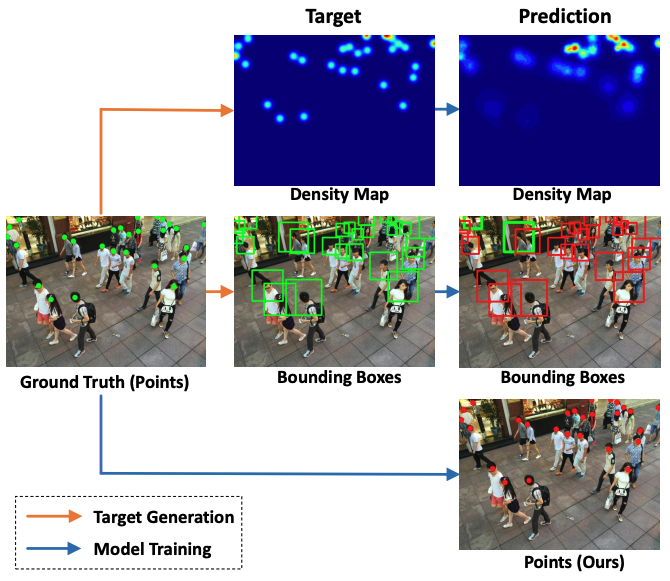 Target
Prediction
Density Map
Density Map
Ground Truth (Points)
Bounding Boxes
Bounding Boxes
Target Generation
Model Training
Points (Ours)